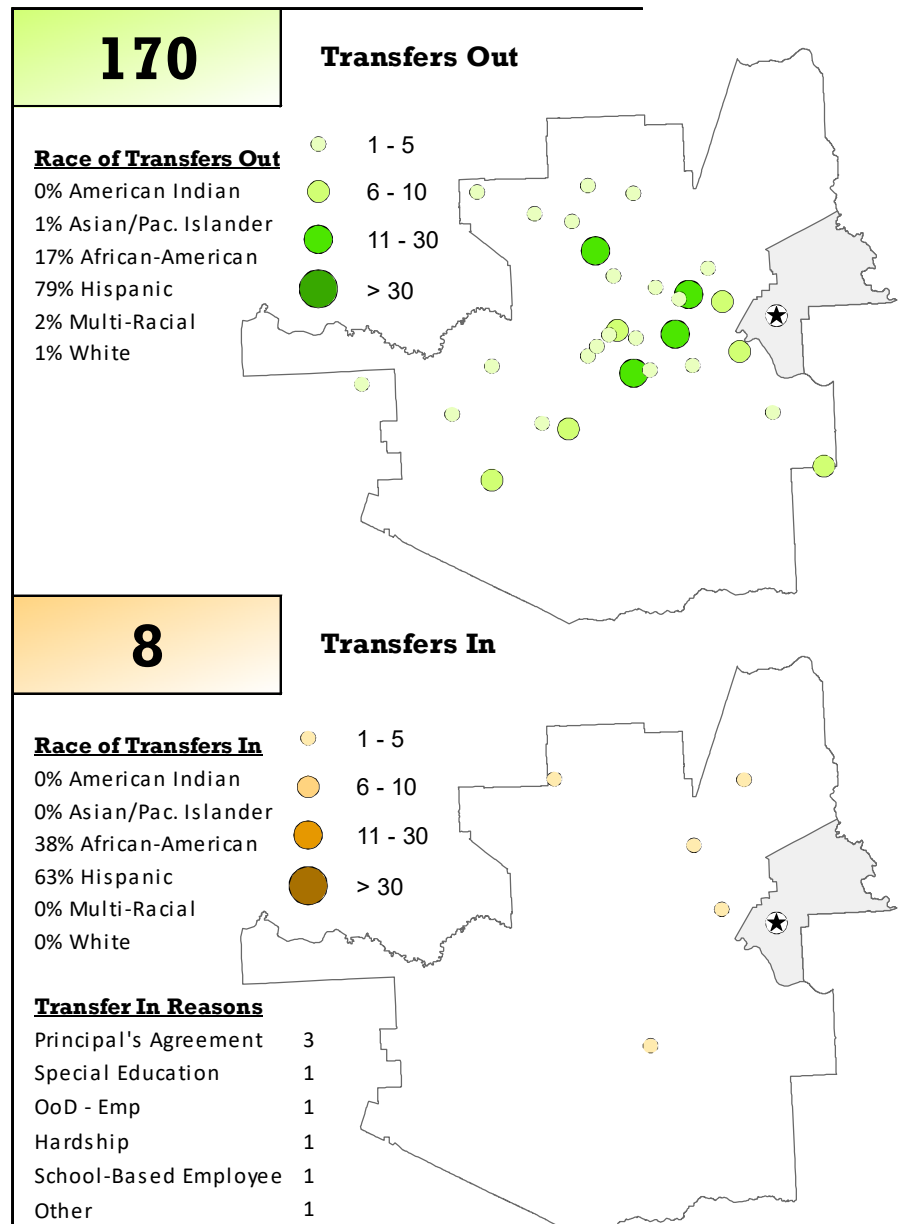 170
Transfers Out
Race of Transfers Out
0% American Indian
1% Asian/Pac. Islander
17% African-American
79% Hispanic
2% Multi-Racial
1% White
1 - 5
6 - 10
11 - 30
> 30
8
Transfers In
Race of Transfers In
0% American Indian
0% Asian/Pac. Islander
38% African-American
63% Hispanic
0% Multi-Racial
0% White
1 - 5
6 - 10
11 - 30
> 30
Transfer In Reasons
Principal's Agreement 3
Special Education 1
OoD - Emp 1
Hardship 1
School-Based Employee 1
Other 1